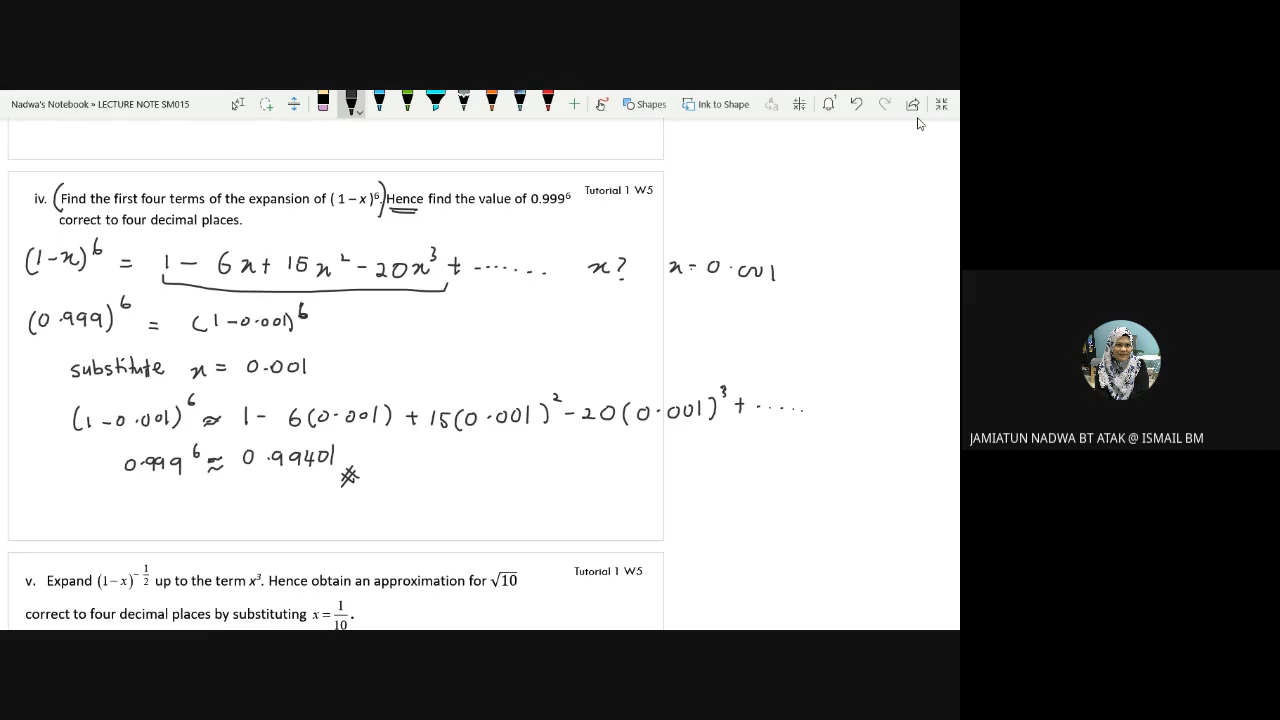 Nadwa's Notebook » LECTURE NOTE SM015
Shapes
Ink to Shape
iv. (Find the first four terms of the expansion of ( 1 – x )⁶.) Hence find the value of 0.999⁶
correct to four decimal places.
Tutorial 1 W5
(1-x)⁶ = 1 - 6x + 15x² - 20x³ + ....... x? x = 0.001
(0.999)⁶ = (1-0.001)⁶
substitute x = 0.001
(1-0.001)⁶ ≈ 1 - 6(0.001) + 15(0.001)² - 20(0.001)³ + .....
0.999⁶ ≈ 0.99401 #
Tutorial 1 W5
v. Expand (1–x)^(-1/2) up to the term x³. Hence obtain an approximation for √10
correct to four decimal places by substituting x = 1/10.
JAMIATUN NADWA BT ATAK @ ISMAIL BM